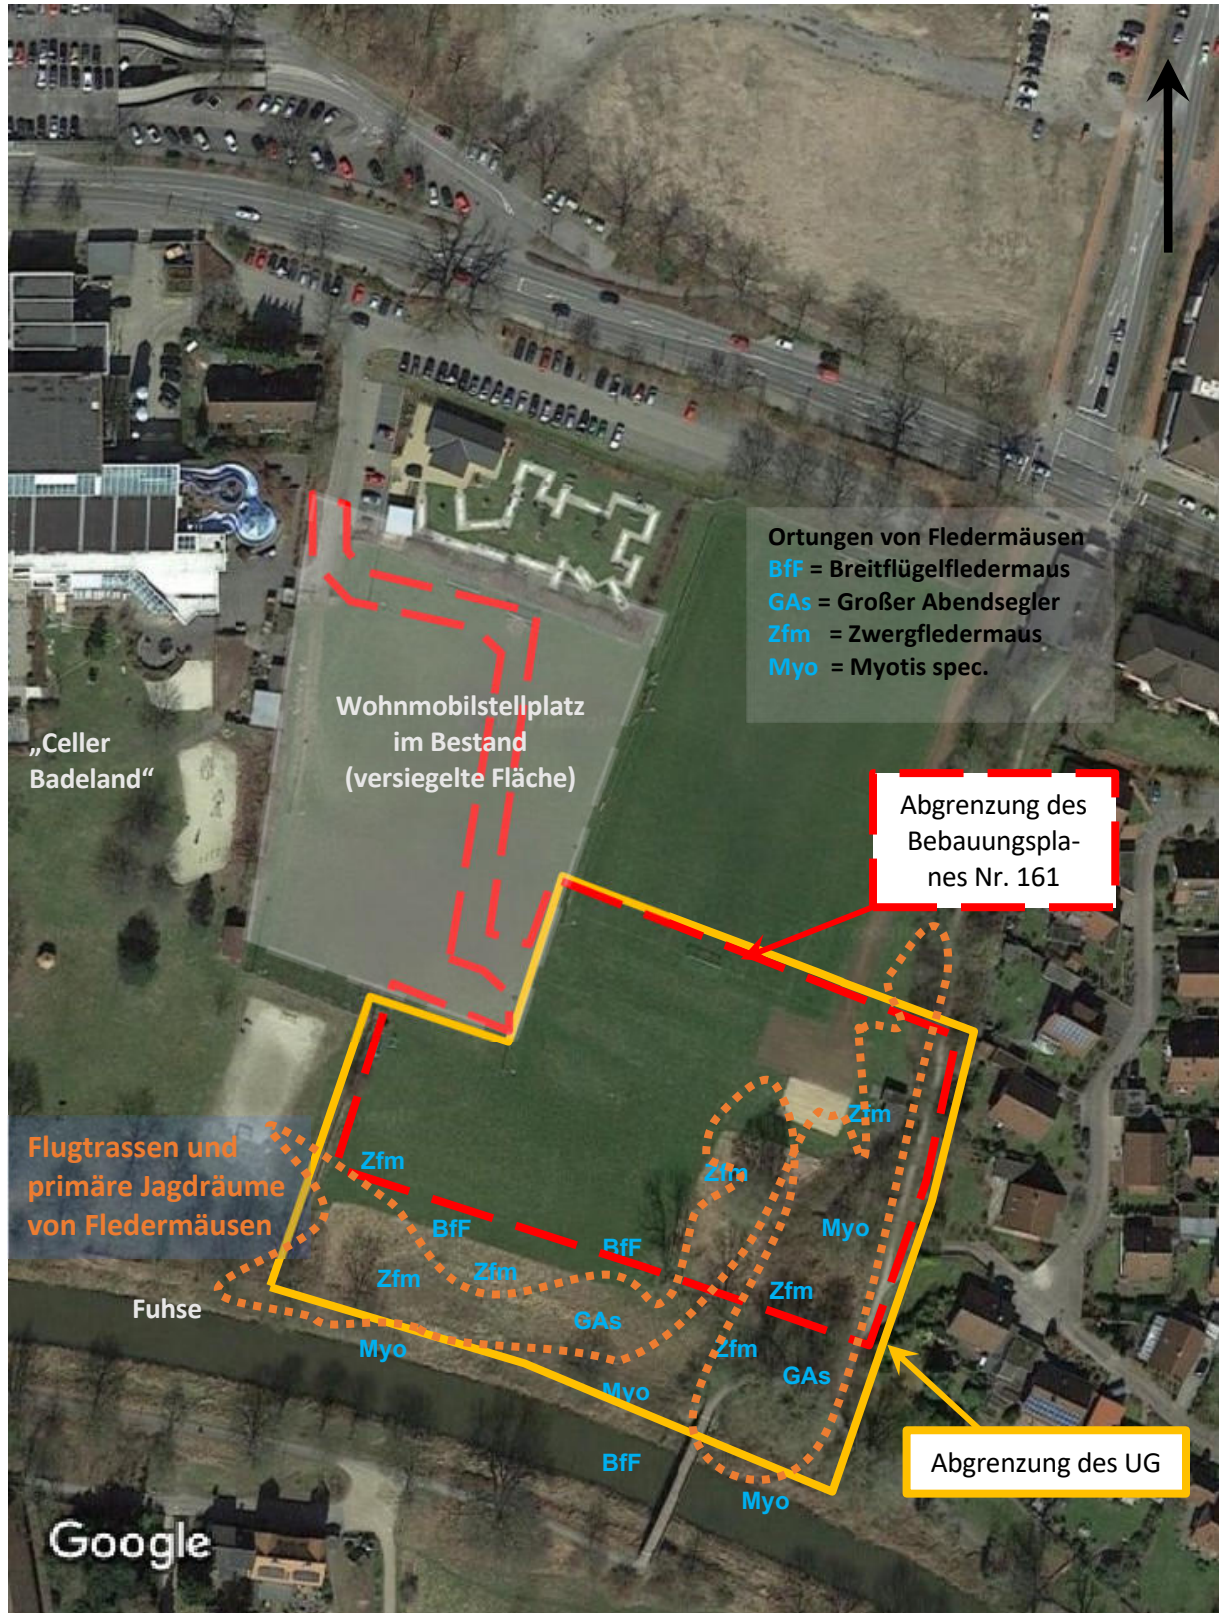 Ortungen von Fledermäusen
BfF = Breitflügelfledermaus
GAs = Großer Abendsegler
Zfm = Zwergfledermaus
Myo = Myotis spec.
Wohnmobilstellplatz
im Bestand
(versiegelte Fläche)
„Celler
Badeland“
Abgrenzung des
Bebauungspla-
nes Nr. 161
Zfm
Flugtrassen und
primäre Jagdräume
von Fledermäusen
Zfm
Zfm
BfF
Myo
BfF
Zfm
Zfm
Zfm
Fuhse
GAs
Myo
Zfm
GAs
Myo
BfF
Abgrenzung des UG
Myo
Google